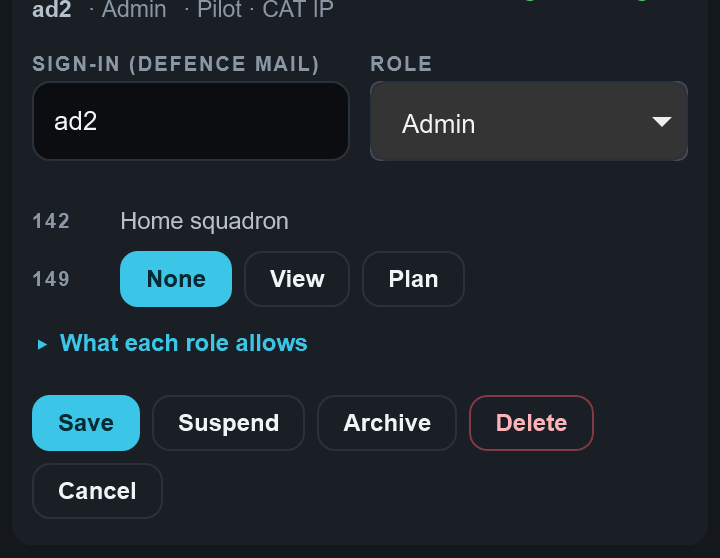 ad2 · Admin · Pilot · CAT IP
SIGN-IN (DEFENCE MAIL) ROLE
ad2 Admin
142 Home squadron
149 None View Plan
▸ What each role allows
Save Suspend Archive Delete
Cancel